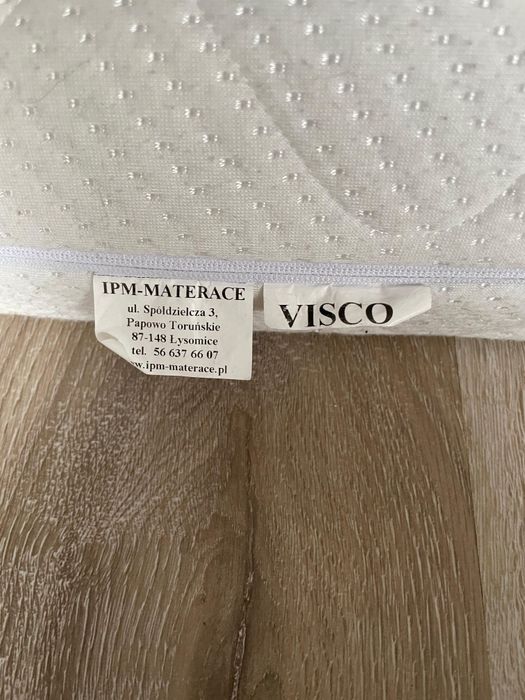 IPM-MATERACE
ul. Spółdzielcza 3,
Papowo Toruńskie
87-148 Łysomice
tel. 56 637 66 07
w.ipm-materace.pl
VISCO